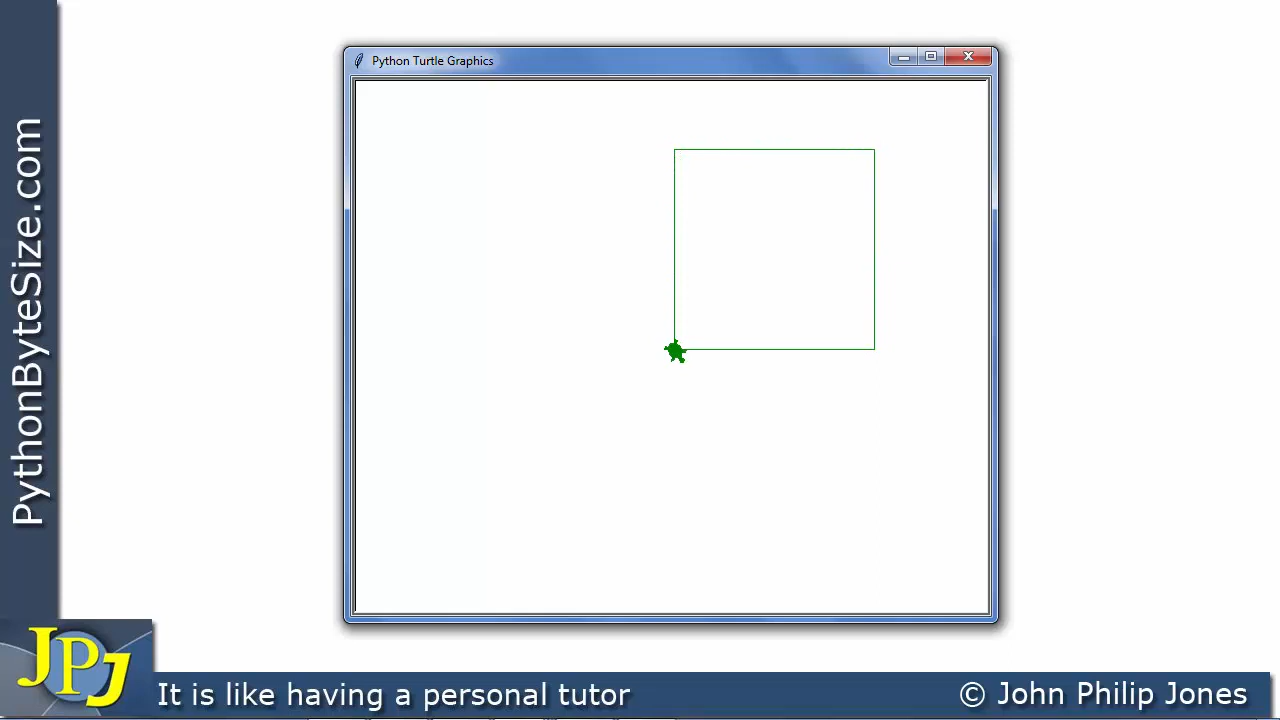 Python Turtle Graphics
PythonByteSize.com
JPJ
It is like having a personal tutor
© John Philip Jones